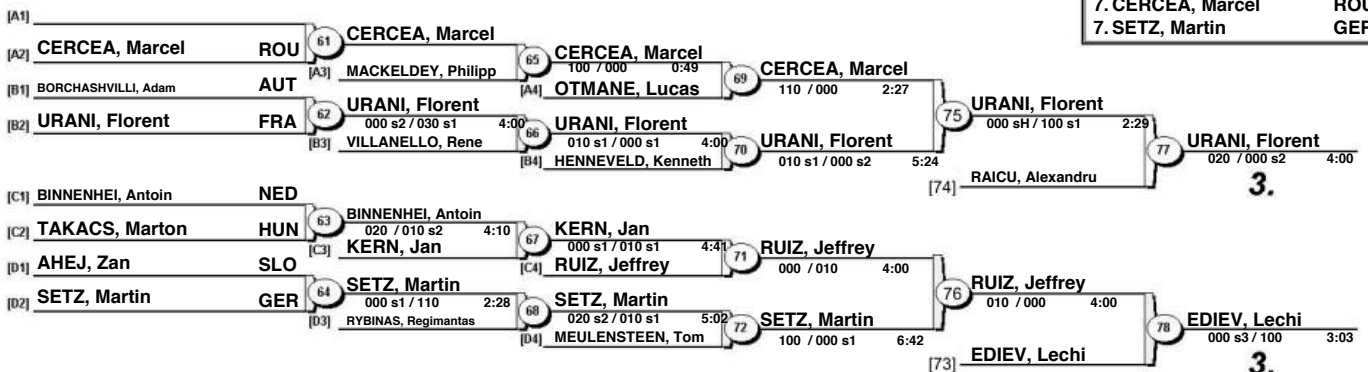 7. CERCEA, Marcel ROU
7. SETZ, Martin GER
[A1]
[A2] CERCEA, Marcel ROU
61
CERCEA, Marcel
[A3] MACKELDEY, Philipp
65
CERCEA, Marcel
100 / 000 0:49
[A4] OTMANE, Lucas
69
CERCEA, Marcel
110 / 000 2:27
[B1] BORCHASHVILLI, Adam AUT
[B2] URANI, Florent FRA
62
URANI, Florent
000 s2 / 030 s1 4:00
[B3] VILLANELLO, Rene
66
URANI, Florent
010 s1 / 000 s1 4:00
[B4] HENNEVELD, Kenneth
70
URANI, Florent
010 s1 / 000 s2 5:24
75
URANI, Florent
000 sH / 100 s1 2:29
[74] RAICU, Alexandru
77
URANI, Florent
020 / 000 s2 4:00
3.
[C1] BINNENHEI, Antoin NED
[C2] TAKACS, Marton HUN
63
BINNENHEI, Antoin
020 / 010 s2 4:10
[C3] KERN, Jan
67
KERN, Jan
000 s1 / 010 s1 4:41
[C4] RUIZ, Jeffrey
71
RUIZ, Jeffrey
000 / 010 4:00
[D1] AHEJ, Zan SLO
[D2] SETZ, Martin GER
64
SETZ, Martin
000 s1 / 110 2:28
[D3] RYBINAS, Regimantas
68
SETZ, Martin
020 s2 / 010 s1 5:02
[D4] MEULENSTEEN, Tom
72
SETZ, Martin
100 / 000 s1 6:42
76
RUIZ, Jeffrey
010 / 000 4:00
[73] EDIEV, Lechi
78
EDIEV, Lechi
000 s3 / 100 3:03
3.